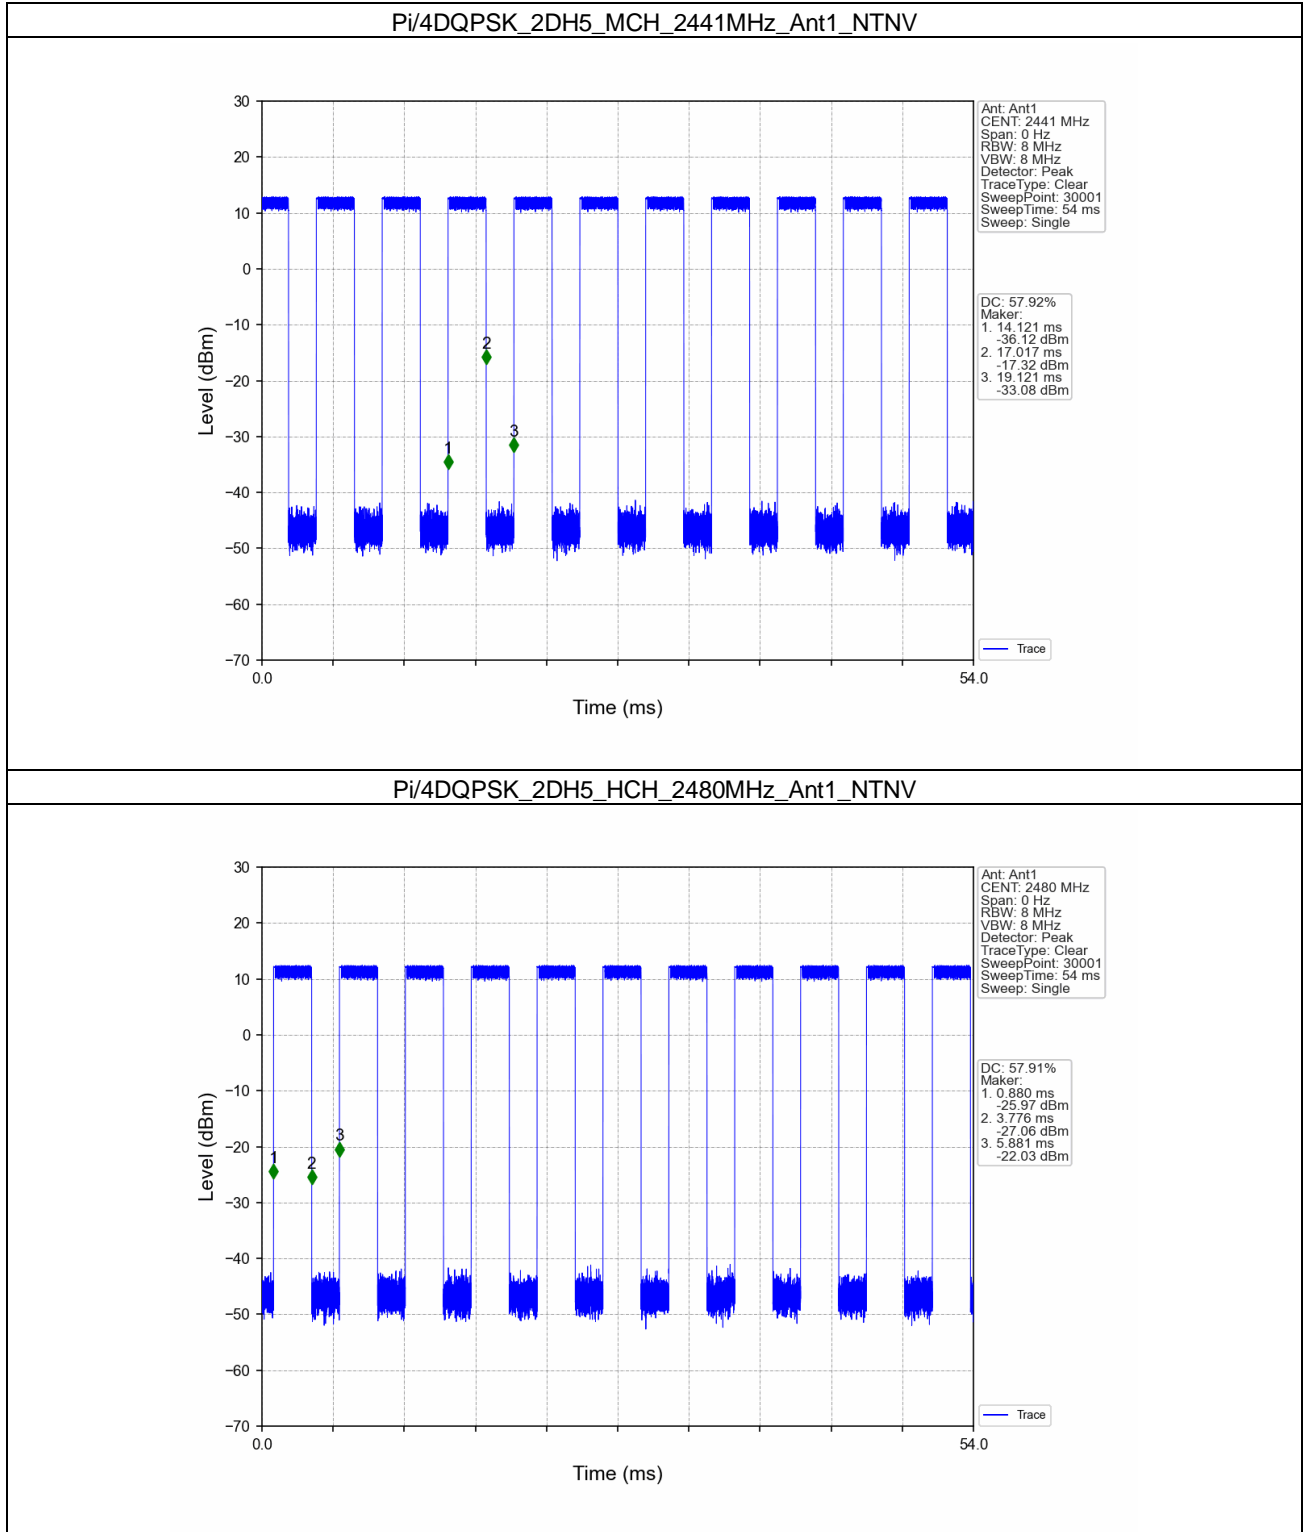 Pi/4DQPSK_2DH5_MCH_2441MHz_Ant1_NTNV
30
20
10
0
−10
−20
−30
−40
−50
−60
−70
Level (dBm)
1
2
3
0.0
54.0
Time (ms)
Ant: Ant1
CENT: 2441 MHz
Span: 0 Hz
RBW: 8 MHz
VBW: 8 MHz
Detector: Peak
TraceType: Clear
SweepPoint: 30001
SweepTime: 54 ms
Sweep: Single
DC: 57.92%
Maker:
1. 14.121 ms
-36.12 dBm
2. 17.017 ms
-17.32 dBm
3. 19.121 ms
-33.08 dBm
Trace
Pi/4DQPSK_2DH5_HCH_2480MHz_Ant1_NTNV
30
20
10
0
−10
−20
−30
−40
−50
−60
−70
Level (dBm)
1
2
3
0.0
54.0
Time (ms)
Ant: Ant1
CENT: 2480 MHz
Span: 0 Hz
RBW: 8 MHz
VBW: 8 MHz
Detector: Peak
TraceType: Clear
SweepPoint: 30001
SweepTime: 54 ms
Sweep: Single
DC: 57.91%
Maker:
1. 0.880 ms
-25.97 dBm
2. 3.776 ms
-27.06 dBm
3. 5.881 ms
-22.03 dBm
Trace